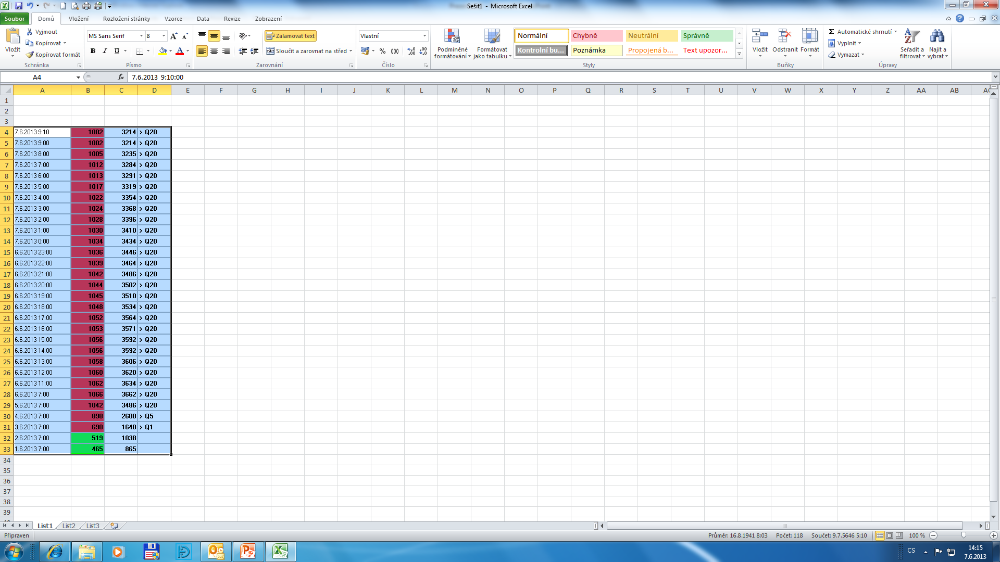 Sešit1 - Microsoft Excel
Soubor Domů Vložení Rozložení stránky Vzorce Data Revize Zobrazení
Vložit
Vyjmout
Kopírovat
Kopírovat formát
Schránka
MS Sans Serif 8
B I U
Písmo
Zalamovat text
Sloučit a zarovnat na střed
Zarovnání
Vlastní
% 000
Číslo
Podmíněné formátování
Formátovat jako tabulku
Normální Chybně Neutrální Správně
Kontrolní bu... Poznámka Propojená b... Text upozor...
Styly
Vložit Odstranit Formát
Buňky
Σ Automatické shrnutí
Vyplnit
Vymazat
Seřadit a filtrovat
Najít a vybrat
Úpravy
A4 fx 7.6.2013 9:10:00
A B C D E F G H I J K L M N O P Q R S T U V W X Y Z AA AB
1
2
3
4 7.6.2013 9:10 1002 3214 > Q20
5 7.6.2013 9:00 1002 3214 > Q20
6 7.6.2013 8:00 1005 3235 > Q20
7 7.6.2013 7:00 1012 3284 > Q20
8 7.6.2013 6:00 1013 3291 > Q20
9 7.6.2013 5:00 1017 3319 > Q20
10 7.6.2013 4:00 1022 3354 > Q20
11 7.6.2013 3:00 1024 3368 > Q20
12 7.6.2013 2:00 1028 3396 > Q20
13 7.6.2013 1:00 1030 3410 > Q20
14 7.6.2013 0:00 1034 3434 > Q20
15 6.6.2013 23:00 1036 3446 > Q20
16 6.6.2013 22:00 1039 3464 > Q20
17 6.6.2013 21:00 1042 3486 > Q20
18 6.6.2013 20:00 1044 3502 > Q20
19 6.6.2013 19:00 1045 3510 > Q20
20 6.6.2013 18:00 1048 3534 > Q20
21 6.6.2013 17:00 1052 3564 > Q20
22 6.6.2013 16:00 1053 3571 > Q20
23 6.6.2013 15:00 1056 3592 > Q20
24 6.6.2013 14:00 1056 3592 > Q20
25 6.6.2013 13:00 1058 3606 > Q20
26 6.6.2013 12:00 1060 3620 > Q20
27 6.6.2013 11:00 1062 3634 > Q20
28 6.6.2013 7:00 1066 3662 > Q20
29 5.6.2013 7:00 1042 3486 > Q20
30 4.6.2013 7:00 898 2600 > Q5
31 3.6.2013 7:00 690 1640 > Q1
32 2.6.2013 7:00 519 1038
33 1.6.2013 7:00 465 865
34
35
36
37
38
39
List1 List2 List3
Připraven Průměr: 16.8.1941 8:03 Počet: 118 Součet: 9.7.5646 5:10 100 %
CS 14:15
7.6.2013